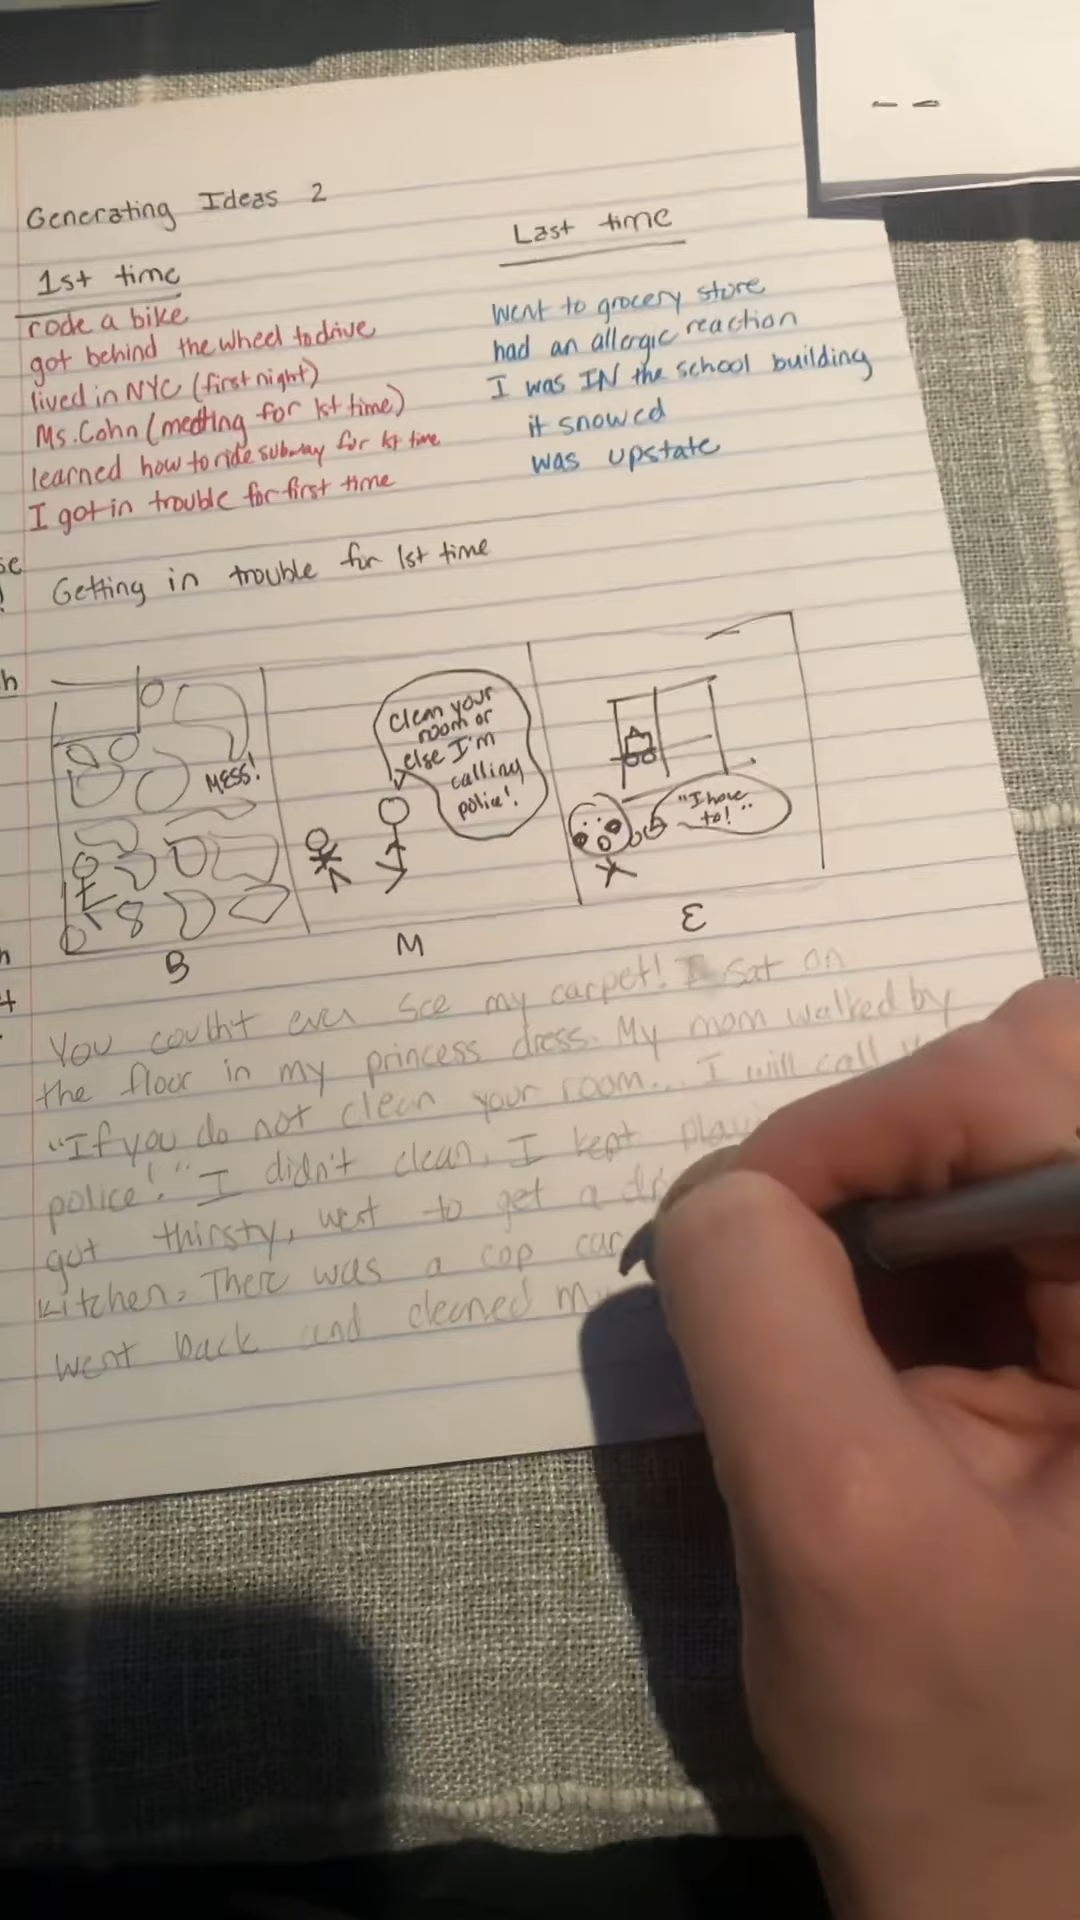 Generating Ideas 2
1st time
rode a bike
got behind the wheel to drive
lived in NYC (first night)
Ms. Cohn (meeting for 1st time)
learned how to ride subway for 1st time
I got in trouble for first time
Last time
went to grocery store
had an allergic reaction
I was IN the school building
it snowed
was upstate
Getting in trouble for 1st time
MESS!
clean your
room or
else I'm
calling
police!
"I have
to!"
B
M
E
You couldn't even see my carpet! I sat on
the floor in my princess dress. My mom walked by
"If you do not clean your room... I will call
police!" I didn't clean. I kept
got thirsty, went to get a
kitchen. There was a cop car
went back and cleaned